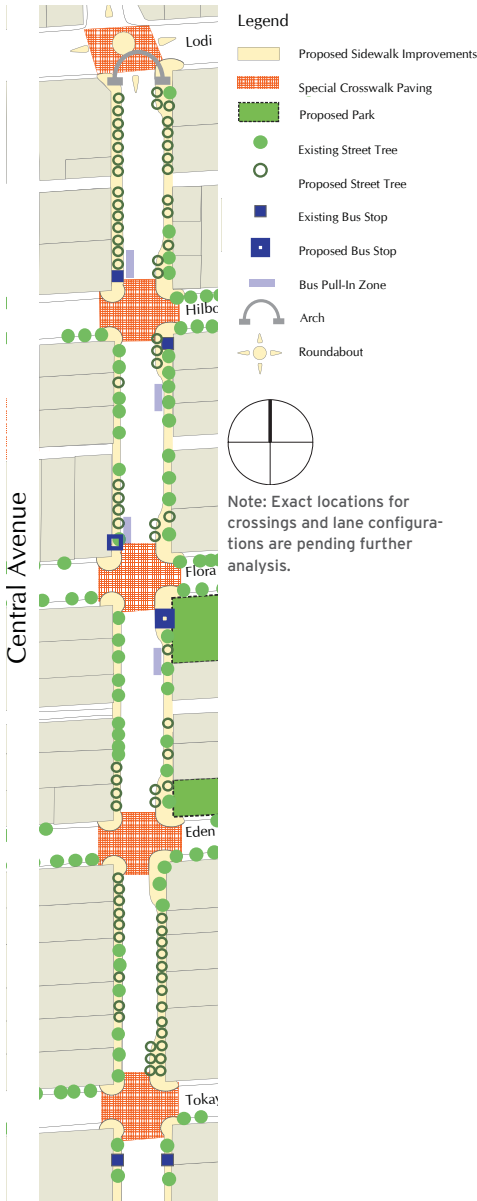 Legend
Proposed Sidewalk Improvements
Special Crosswalk Paving
Proposed Park
Existing Street Tree
Proposed Street Tree
Existing Bus Stop
Proposed Bus Stop
Bus Pull-In Zone
Arch
Roundabout
Note: Exact locations for
crossings and lane configura-
tions are pending further
analysis.
Central Avenue
Lodi
Hilbo
Flora
Eden
Tokay